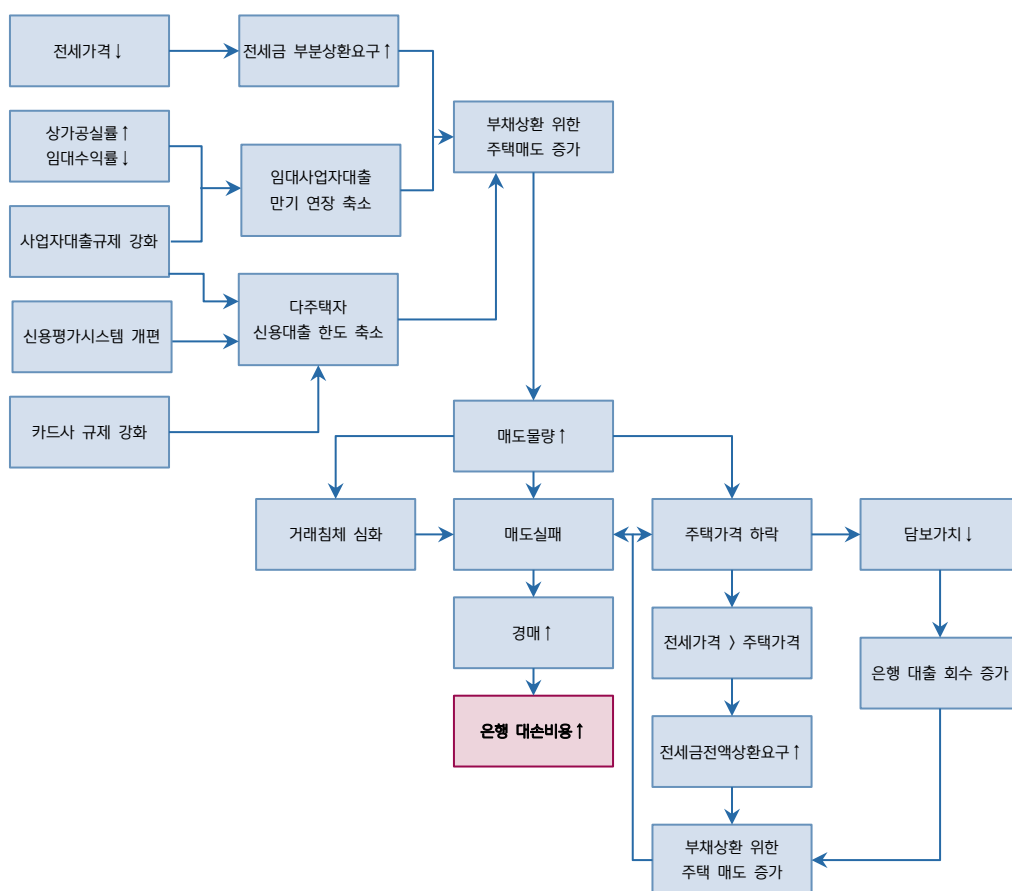 전세가격↓
전세금 부분상환요구↑
상가공실률↑
임대수익률↓
부채상환 위한
주택매도 증가
임대사업자대출
만기 연장 축소
사업자대출규제 강화
다주택자
신용대출 한도 축소
신용평가시스템 개편
카드사 규제 강화
매도물량↑
거래침체 심화
매도실패
주택가격 하락
담보가치↓
경매↑
전세가격 > 주택가격
은행 대출 회수 증가
은행 대손비용↑
전세금전액상환요구↑
부채상환 위한
주택 매도 증가